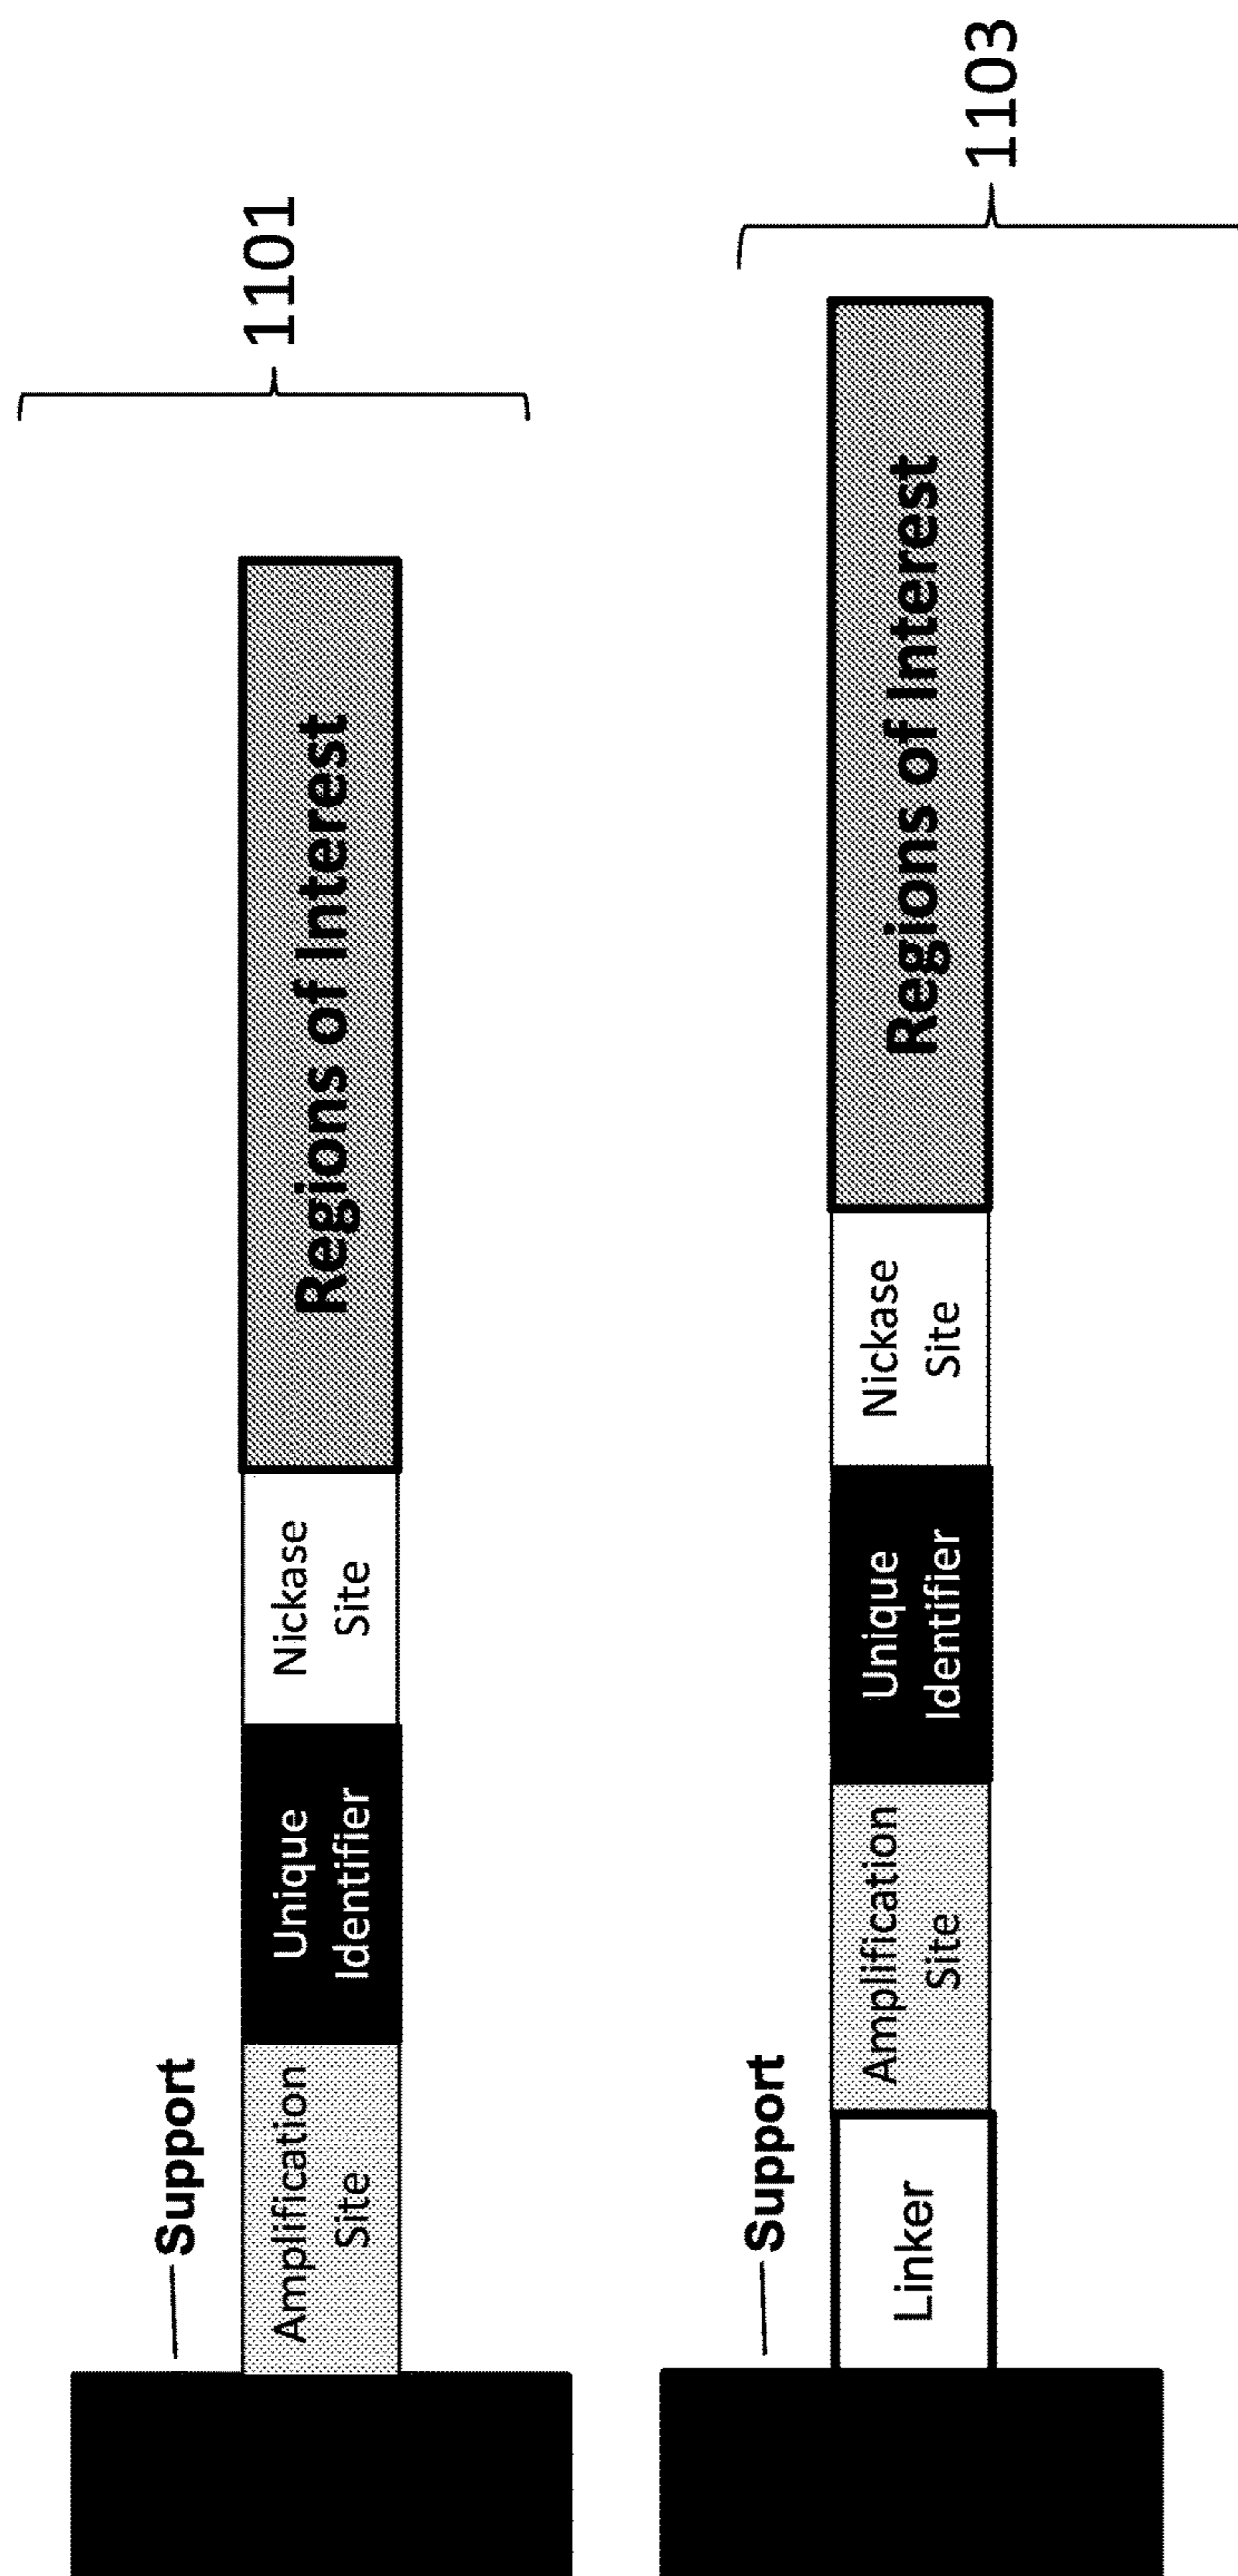 1101
Support
Amplification
Site
Unique
Identifier
Nickase
Site
Regions of Interest
1103
Support
Linker
Amplification
Site
Unique
Identifier
Nickase
Site
Regions of Interest